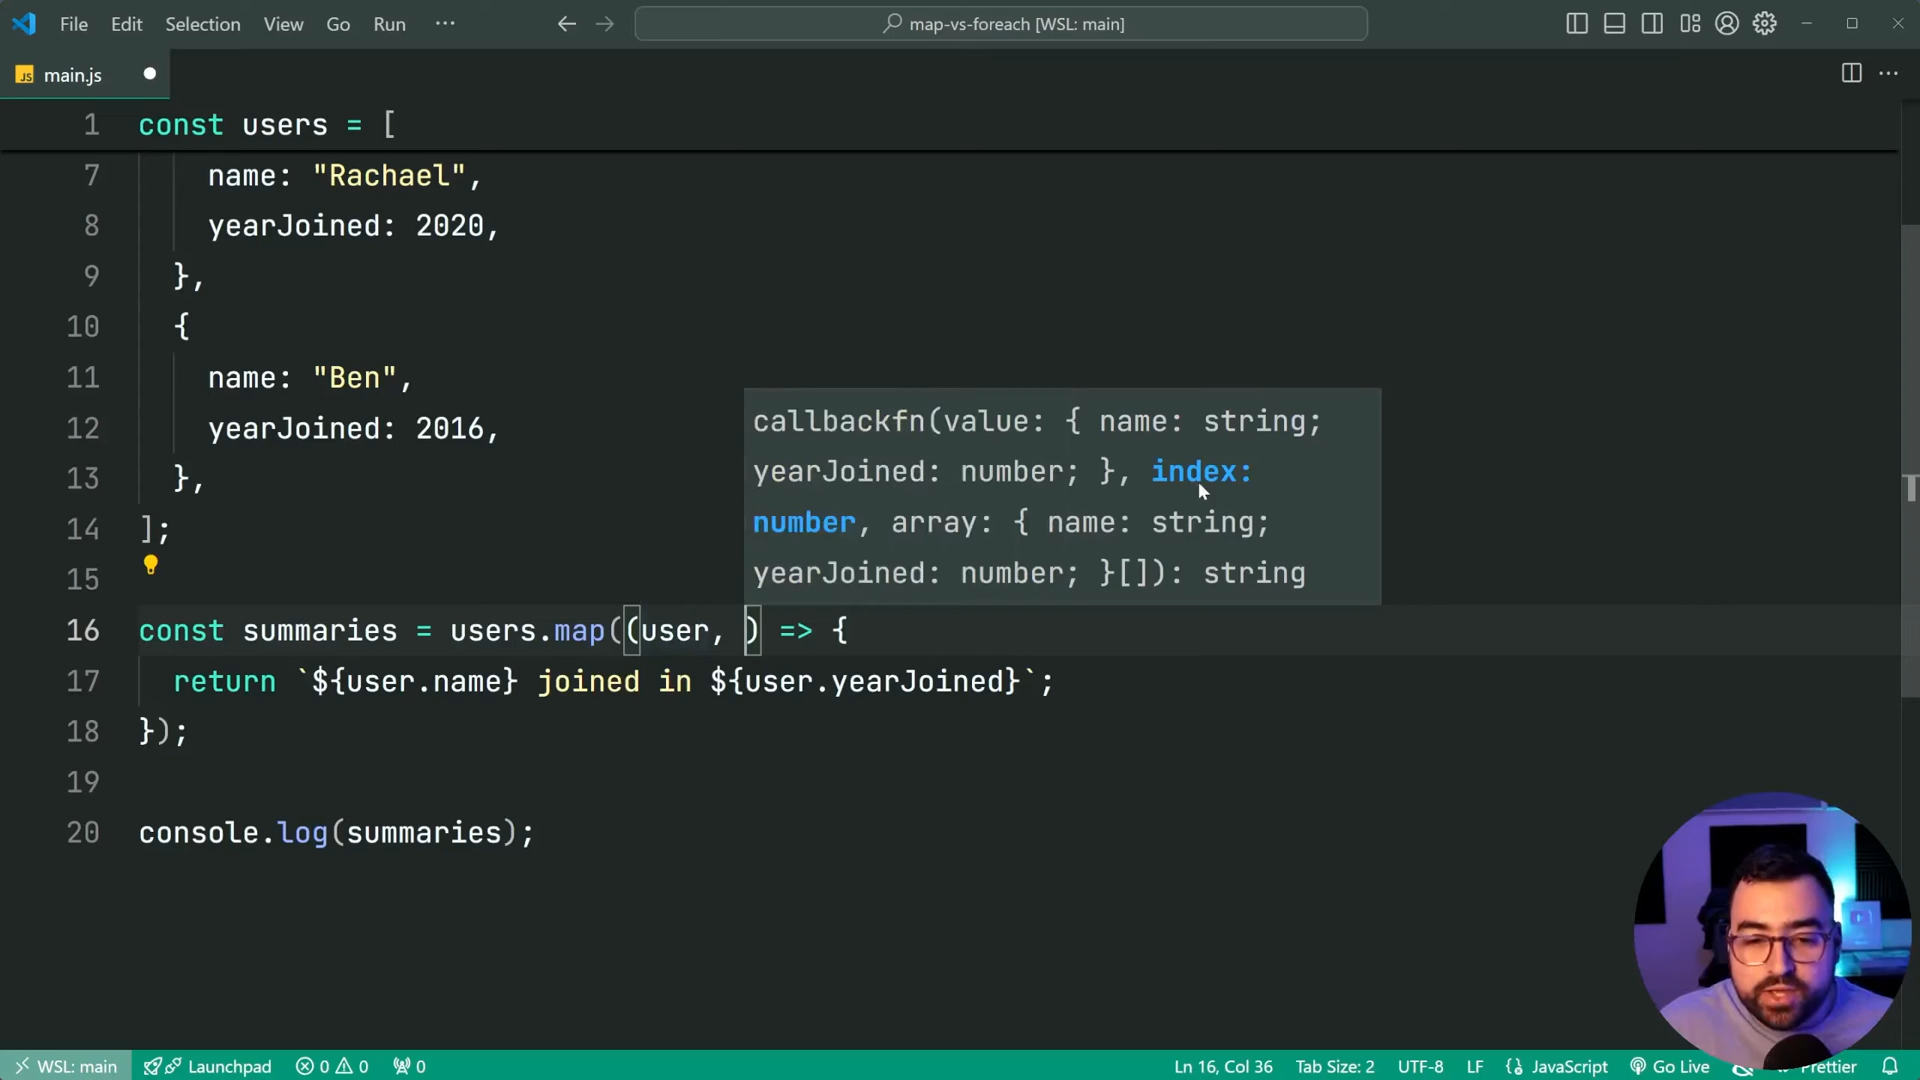 File Edit Selection View Go Run ··· map-vs-foreach [WSL: main]
JS main.js
1 const users = [
7 name: "Rachael",
8 yearJoined: 2020,
9 },
10 {
11 name: "Ben",
12 yearJoined: 2016,
13 },
14 ];
15
callbackfn(value: { name: string;
yearJoined: number; }, index:
number, array: { name: string;
yearJoined: number; }[]): string
16 const summaries = users.map((user, ) => {
17 return `${user.name} joined in ${user.yearJoined}`;
18 });
19
20 console.log(summaries);
WSL: main Launchpad 0 0 0 Ln 16, Col 36 Tab Size: 2 UTF-8 LF {} JavaScript Go Live Prettier